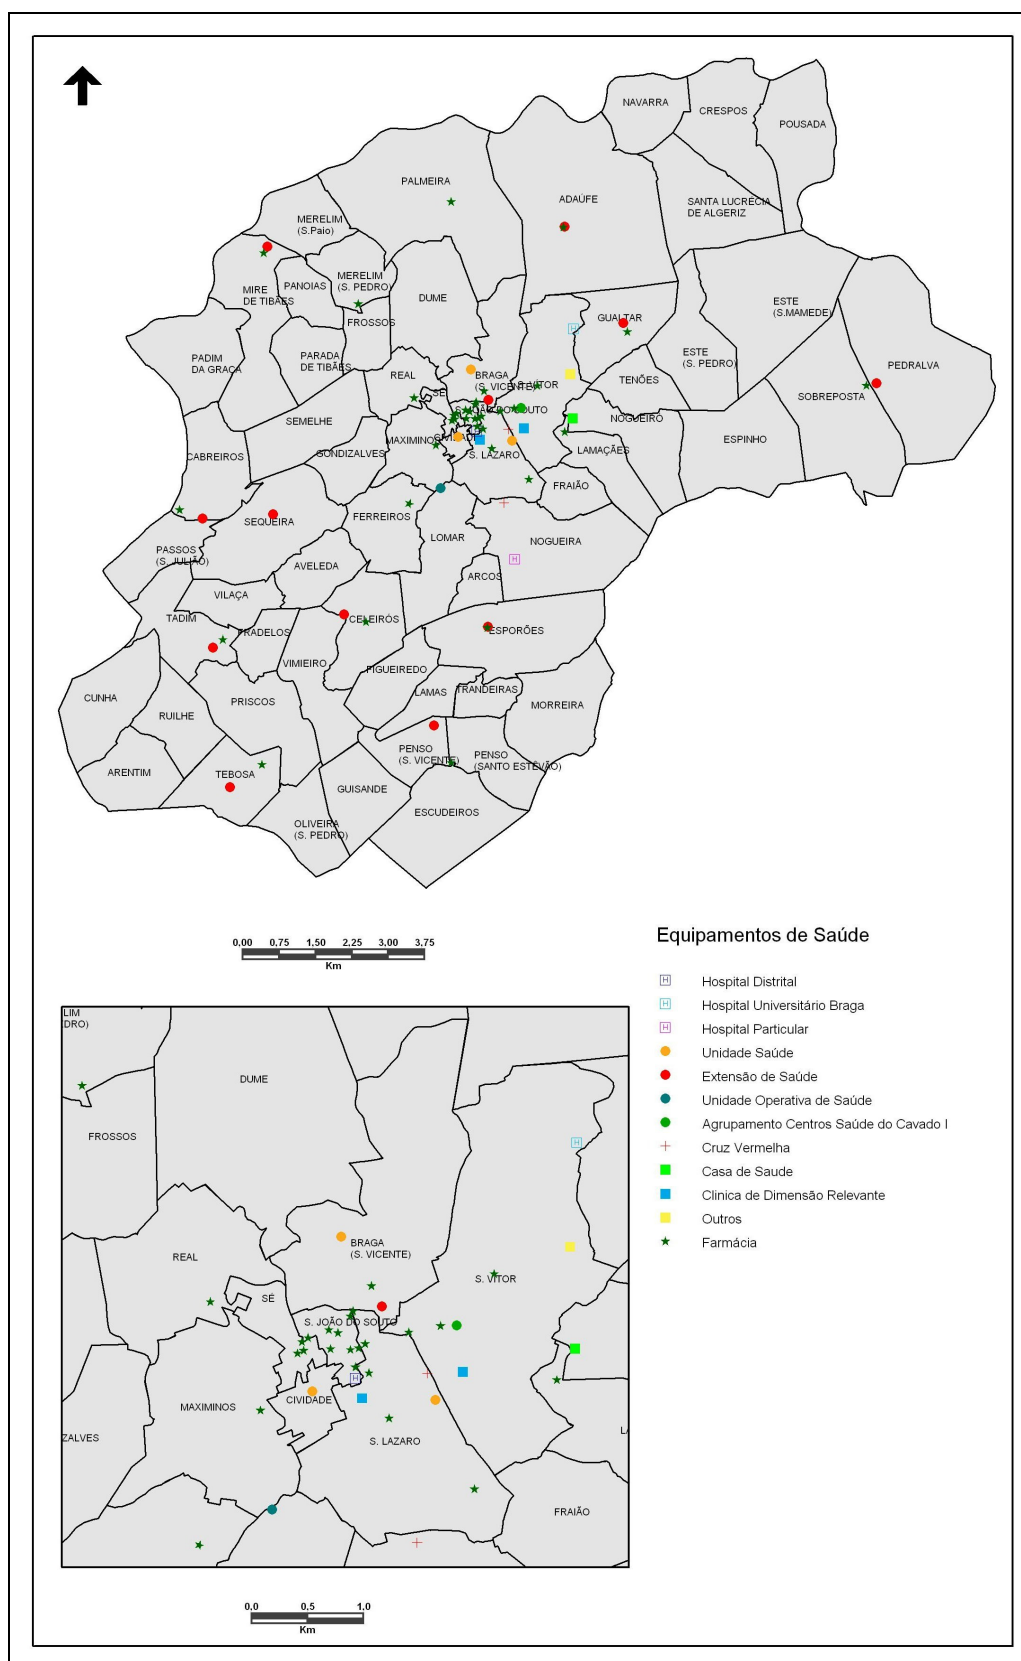 NAVARRA
CRESPOS
POUSADA
PALMEIRA
ADAÚFE
SANTA LUCRÉCIA
DE ALGERIZ
MERELIM
(S.Paio)
MERELIM
(S. PEDRO)
PANOIAS
MIRE
DE TIBÃES
DUME
ESTE
(S.MAMEDE)
GUALTAR
FROSSOS
PARADA
DE TIBÃES
PADIM
DA GRAÇA
ESTE
(S. PEDRO)
PEDRALVA
REAL
BRAGA
(S. VICENTE)
S. VITOR
TENÕES
SOBREPOSTA
SÉ
S. JOÃO DO SOUTO
NOGUEIRÓ
SEMELHE
MAXIMINOS
CIVIDADE
ESPINHO
GONDIZALVES
S. LAZARO
LAMAÇÃES
CABREIROS
FRAIÃO
SEQUEIRA
FERREIROS
LOMAR
NOGUEIRA
PASSOS
(S. JULIÃO)
AVELEDA
ARCOS
VILAÇA
TADIM
CELEIRÓS
FRADELOS
ESPORÕES
VIMIEIRO
FIGUEIREDO
CUNHA
PRISCOS
LAMAS
TRANDEIRAS
MORREIRA
RUILHE
PENSO
(S. VICENTE)
PENSO
(SANTO ESTÊVÃO)
ARENTIM
TEBOSA
GUISANDE
ESCUDEIROS
OLIVEIRA
(S. PEDRO)
0,00 0,75 1,50 2,25 3,00 3,75
Km
Equipamentos de Saúde
H Hospital Distrital
H Hospital Universitário Braga
H Hospital Particular
Unidade Saúde
Extensão de Saúde
Unidade Operativa de Saúde
Agrupamento Centros Saúde do Cavado I
Cruz Vermelha
Casa de Saude
Clinica de Dimensão Relevante
Outros
Farmácia
LIM
DRO)
DUME
FROSSOS
REAL
BRAGA
(S. VICENTE)
S. VITOR
SÉ
S. JOÃO DO SOUTO
MAXIMINOS
CIVIDADE
ZALVES
S. LAZARO
LA
FRAIÃO
0,0 0,5 1,0
Km